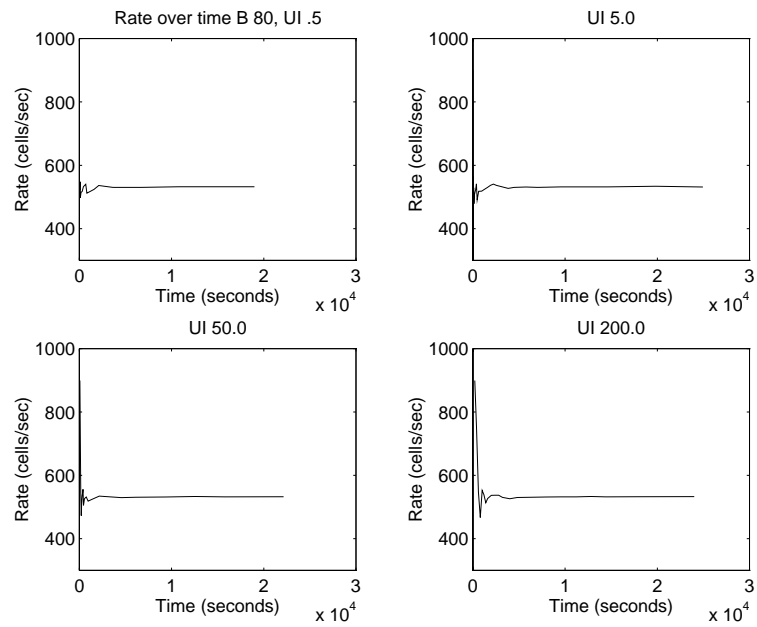 Rate over time B 80, UI .5
1000
800
600
400
Rate (cells/sec)
0 1 2 3
Time (seconds)
x 10^4
UI 5.0
1000
800
600
400
Rate (cells/sec)
0 1 2 3
Time (seconds)
x 10^4
UI 50.0
1000
800
600
400
Rate (cells/sec)
0 1 2 3
Time (seconds)
x 10^4
UI 200.0
1000
800
600
400
Rate (cells/sec)
0 1 2 3
Time (seconds)
x 10^4